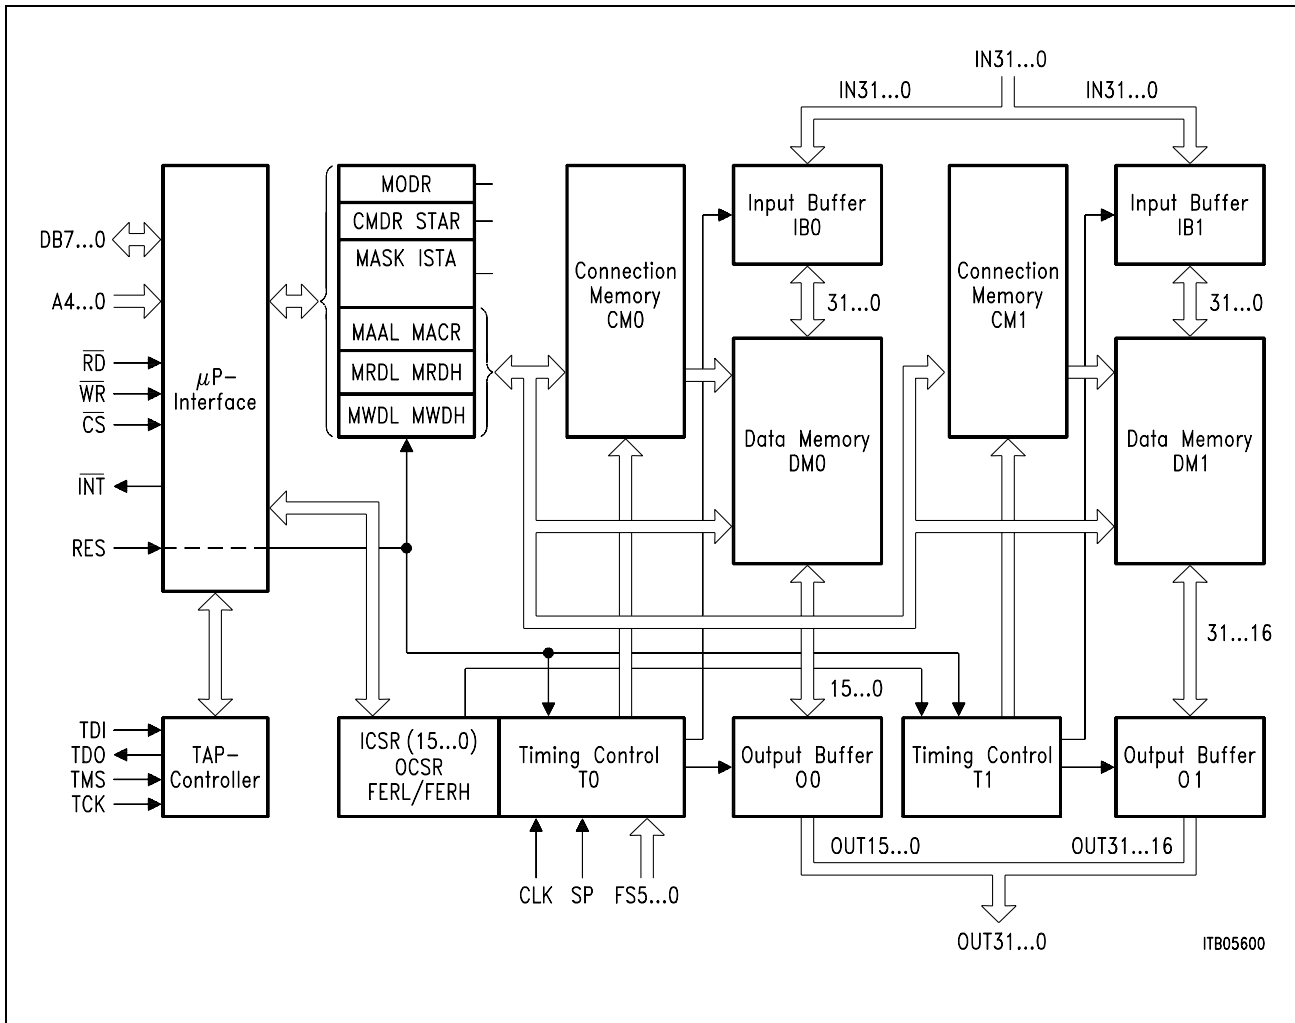 IN31...0
IN31...0
IN31...0
MODR
CMDR STAR
MASK ISTA
MAAL MACR
MRDL MRDH
MWDL MWDH
Connection
Memory
CM0
Input Buffer
IB0
Connection
Memory
CM1
Input Buffer
IB1
DB7...0
A4...0
RD
WR
CS
INT
RES
μP-
Interface
31...0
31...0
Data Memory
DM0
Data Memory
DM1
31...16
15...0
TDI
TDO
TMS
TCK
TAP-
Controller
ICSR (15...0)
OCSR
FERL/FERH
Timing Control
T0
Output Buffer
O0
Timing Control
T1
Output Buffer
O1
OUT15...0
OUT31...16
CLK
SP
FS5...0
OUT31...0
ITB05600